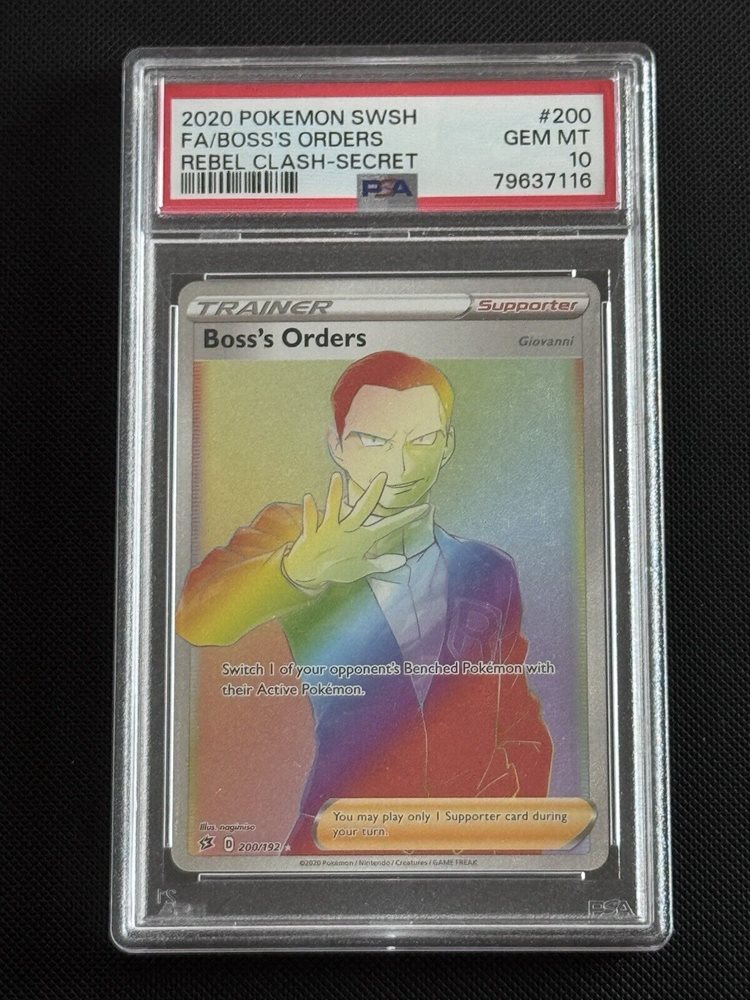 2020 POKEMON SWSH #200
FA/BOSS'S ORDERS GEM MT
REBEL CLASH-SECRET 10
PSA 79637116
TRAINER Supporter
Boss's Orders Giovanni
R
Switch 1 of your opponent's Benched Pokémon with
their Active Pokémon.
You may play only 1 Supporter card during
your turn.
Illus. nagimiso
D 200/192
©2020 Pokémon / Nintendo / Creatures / GAME FREAK
PSA